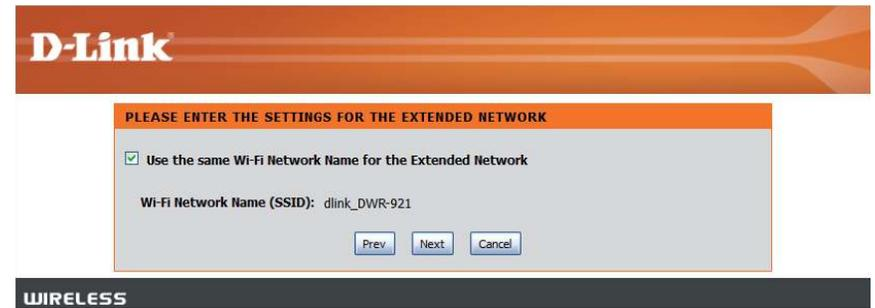 D-Link
PLEASE ENTER THE SETTINGS FOR THE EXTENDED NETWORK
Use the same Wi-Fi Network Name for the Extended Network
Wi-Fi Network Name (SSID): dlink_DWR-921
Prev Next Cancel
WIRELESS